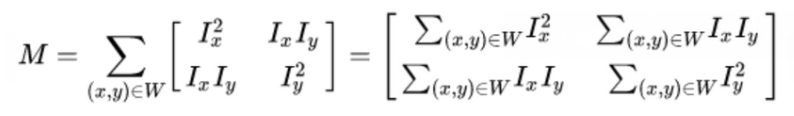 M = \sum_{(x,y) \in W} \begin{bmatrix} I_x^2 & I_x I_y \\ I_x I_y & I_y^2 \end{bmatrix} = \begin{bmatrix} \sum_{(x,y) \in W} I_x^2 & \sum_{(x,y) \in W} I_x I_y \\ \sum_{(x,y) \in W} I_x I_y & \sum_{(x,y) \in W} I_y^2 \end{bmatrix}